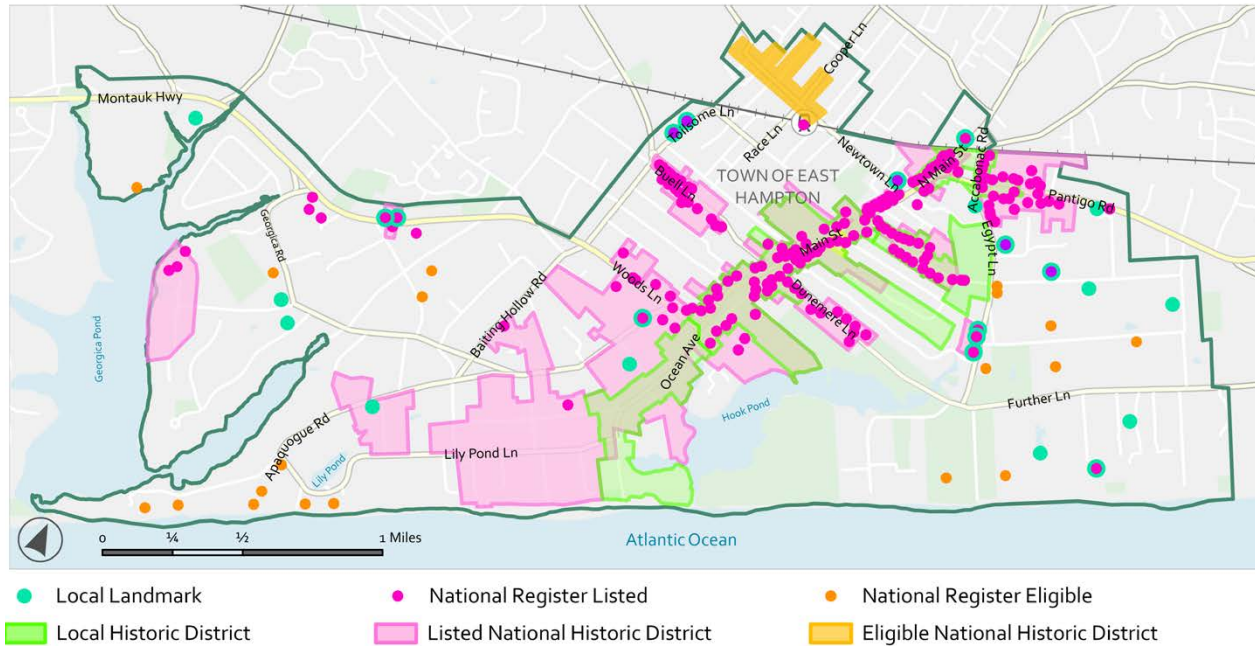 Cooper Ln
Montauk Hwy
Toilsome Ln
Race Ln
Newtown Ln
N Main St
Accabonac Rd
Buell Ln
TOWN OF EAST
HAMPTON
Pantigo Rd
Georgica Rd
Main St
Egypt Ln
Woods Ln
Baiting Hollow Rd
Dunemere Ln
Georgica Pond
Ocean Ave
Hook Pond
Further Ln
Apaquogue Rd
Lily Pond
Lily Pond Ln
0 ¼ ½ 1 Miles
Atlantic Ocean
Local Landmark
National Register Listed
National Register Eligible
Local Historic District
Listed National Historic District
Eligible National Historic District